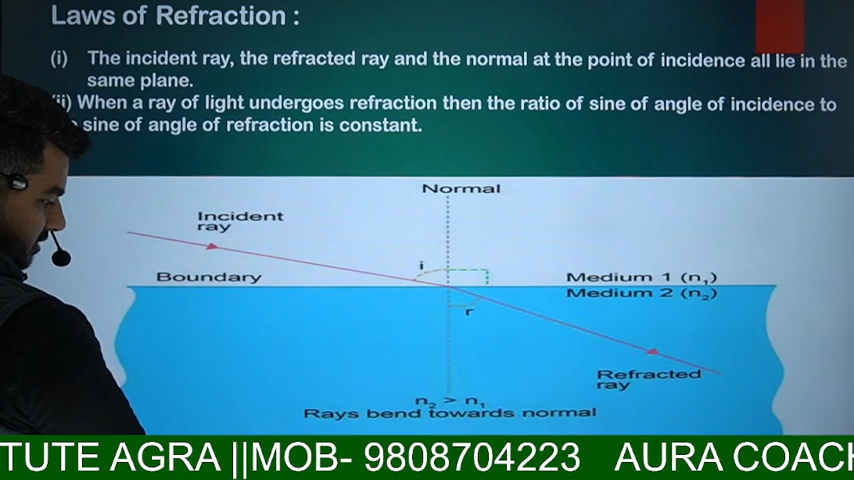 Laws of Refraction :
(i) The incident ray, the refracted ray and the normal at the point of incidence all lie in the
same plane.
(ii) When a ray of light undergoes refraction then the ratio of sine of angle of incidence to
sine of angle of refraction is constant.
Normal
Incident
ray
i
Boundary
Medium 1 (n₁)
Medium 2 (n₂)
r
Refracted
ray
n₂ > n₁
Rays bend towards normal
TUTE AGRA ||MOB- 9808704223 AURA COACH